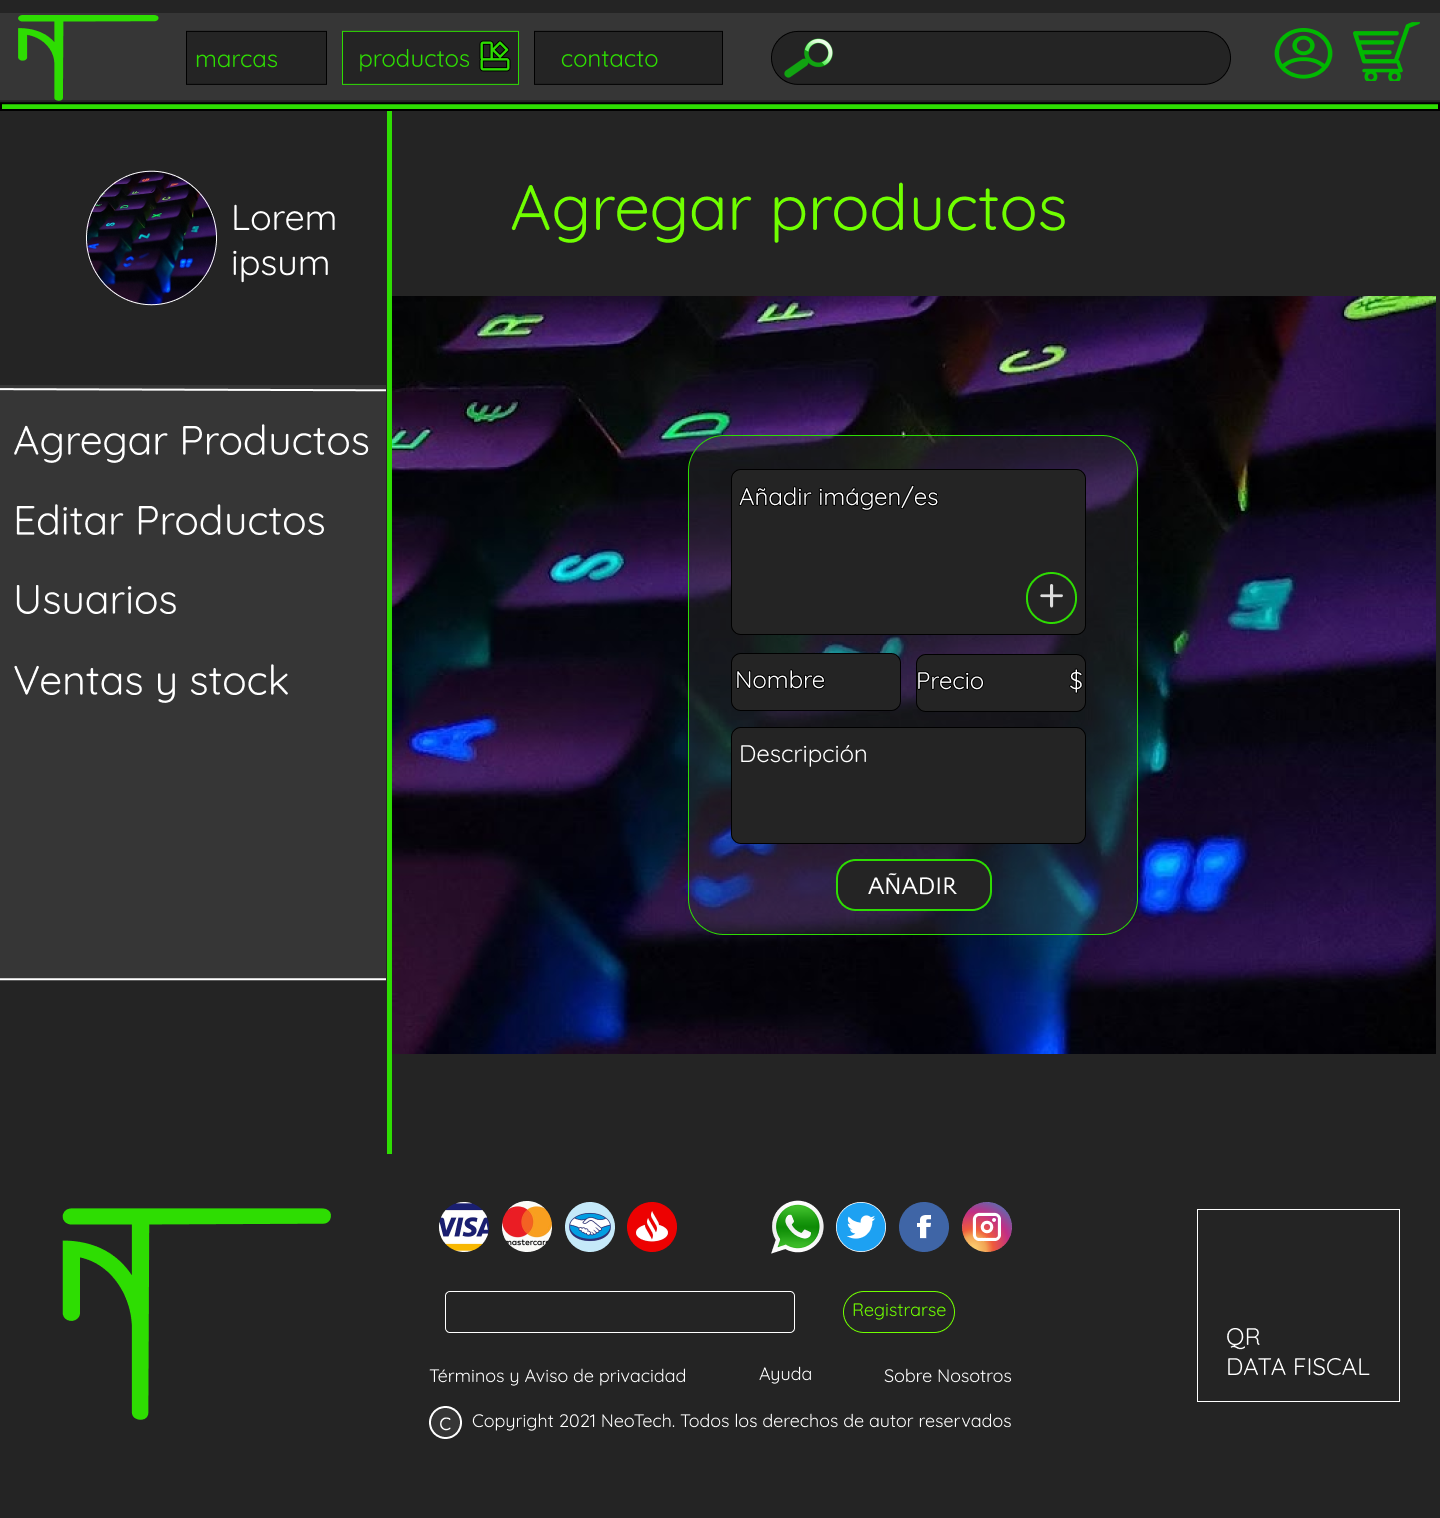 marcas
productos
contacto
Lorem
ipsum
Agregar productos
Agregar Productos
Editar Productos
Usuarios
Ventas y stock
R
F
C
€
E
D
S
A
Añadir imágen/es
+
Nombre
Precio $
Descripción
AÑADIR
VISA
mastercard
f
Registrarse
Términos y Aviso de privacidad
Ayuda
Sobre Nosotros
C Copyright 2021 NeoTech. Todos los derechos de autor reservados
QR
DATA FISCAL